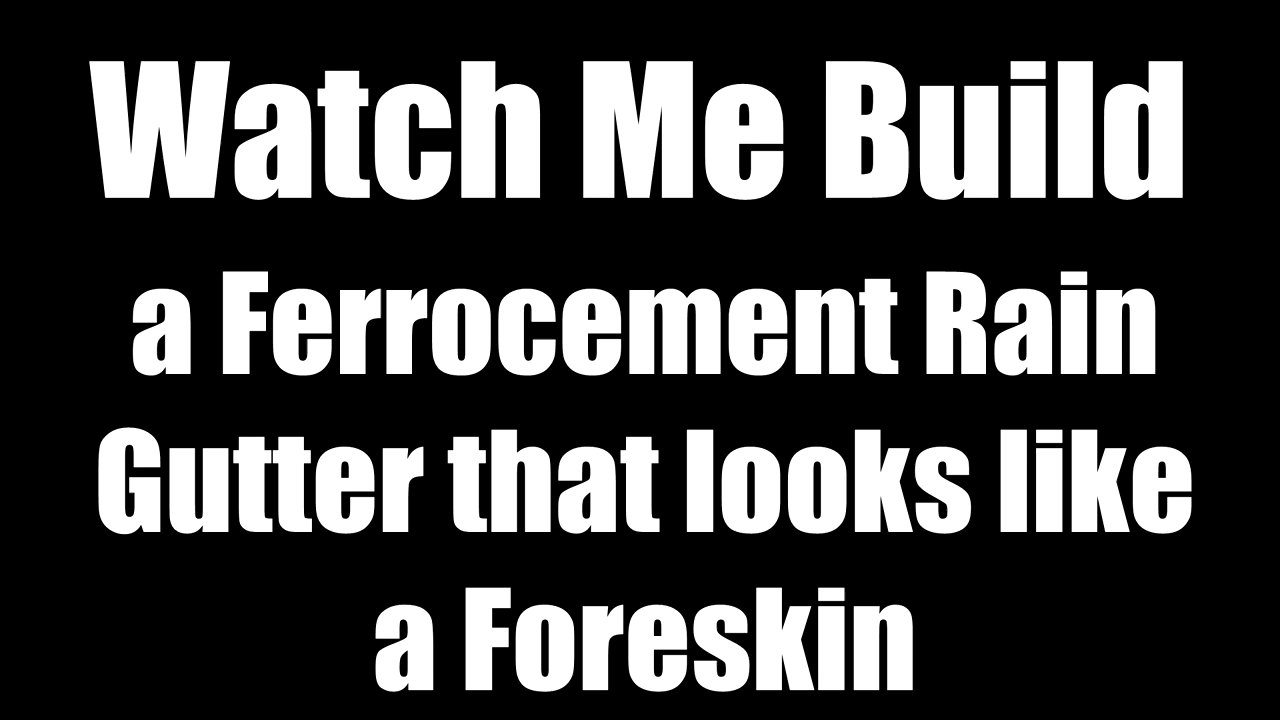 Watch Me Build
a Ferrocement Rain
Gutter that looks like
a Foreskin